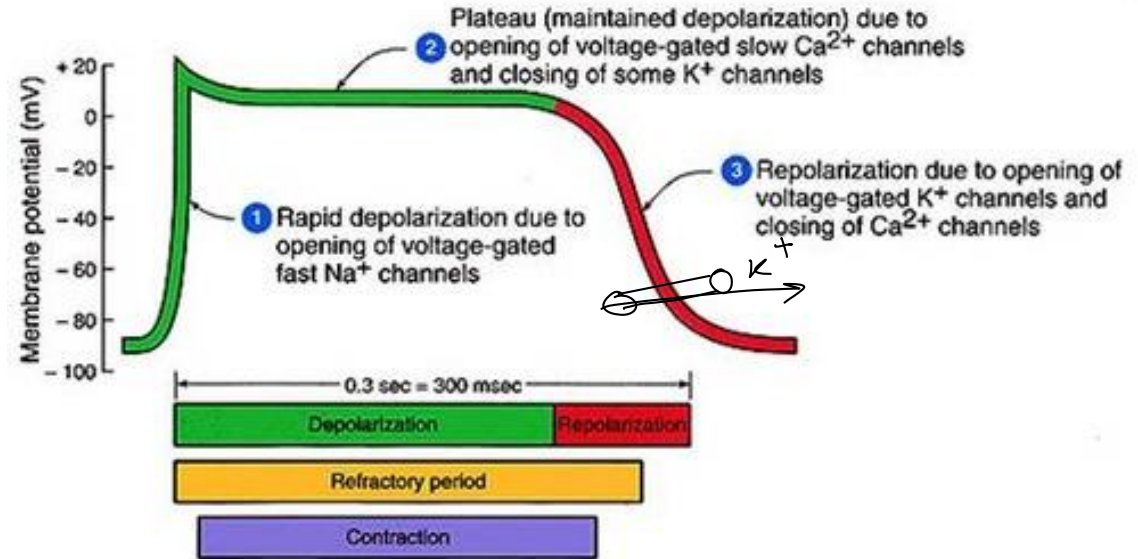 Plateau (maintained depolarization) due to
2 opening of voltage-gated slow Ca2+ channels
and closing of some K+ channels
Membrane potential (mV)
+ 20
0
– 20
– 40
– 60
– 80
– 100
1 Rapid depolarization due to
opening of voltage-gated
fast Na+ channels
3 Repolarization due to opening of
voltage-gated K+ channels and
closing of Ca2+ channels
K+
0.3 sec = 300 msec
Depolarization
Repolarization
Refractory period
Contraction